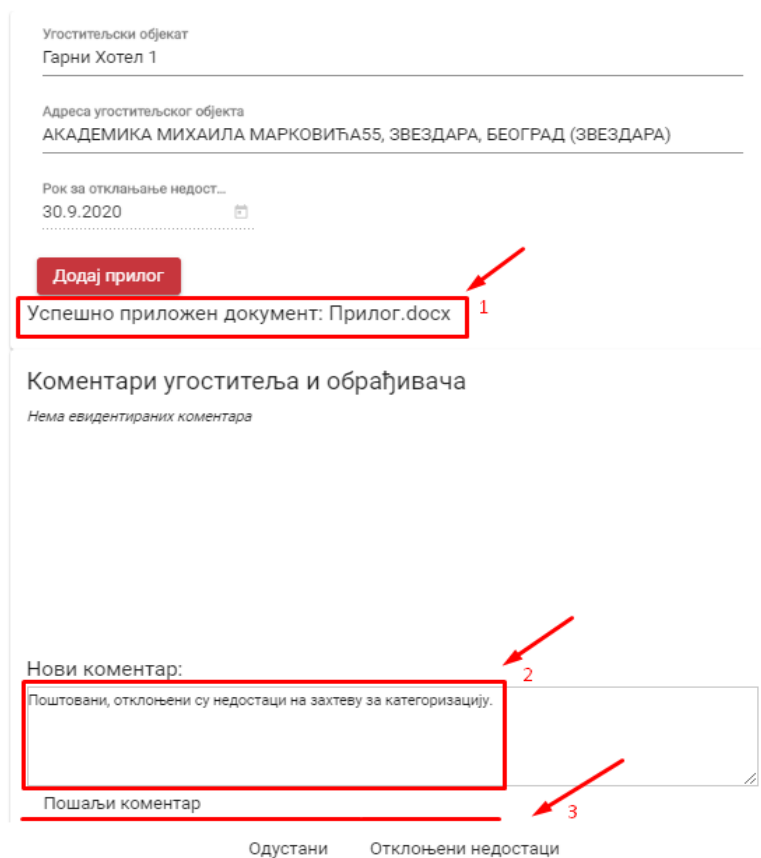 Угоститељски објекат
Гарни Хотел 1
Адреса угоститељског објекта
АКАДЕМИКА МИХАИЛА МАРКОВИЋА55, ЗВЕЗДАРА, БЕОГРАД (ЗВЕЗДАРА)
Рок за отклањање недост...
30.9.2020
Додај прилог
1
Успешно приложен документ: Прилог.docx
Коментари угоститеља и обрађивача
Нема евидентираних коментара
Нови коментар:
2
Поштовани, отклоњени су недостаци на захтеву за категоризацију.
Пошаљи коментар
3
Одустани Отклоњени недостаци